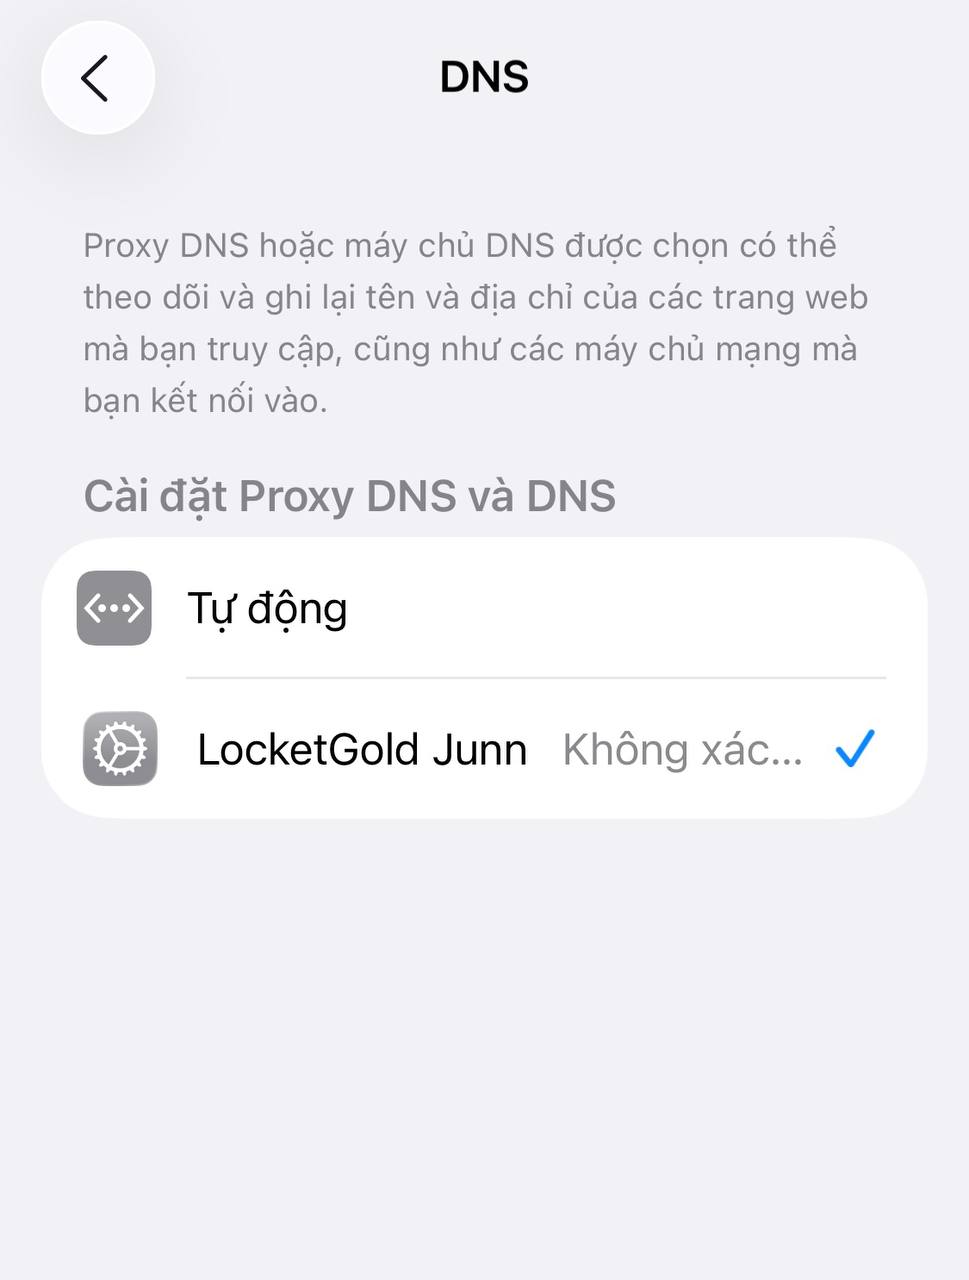 DNS
Proxy DNS hoặc máy chủ DNS được chọn có thể
theo dõi và ghi lại tên và địa chỉ của các trang web
mà bạn truy cập, cũng như các máy chủ mạng mà
bạn kết nối vào.
Cài đặt Proxy DNS và DNS
Tự động
LocketGold Junn Không xác...